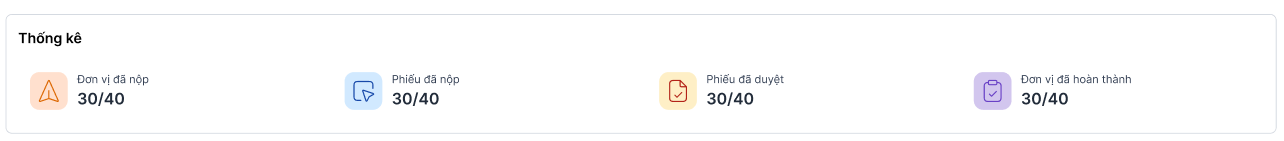 Thống kê
Đơn vị đã nộp
30/40
Phiếu đã nộp
30/40
Phiếu đã duyệt
30/40
Đơn vị đã hoàn thành
30/40